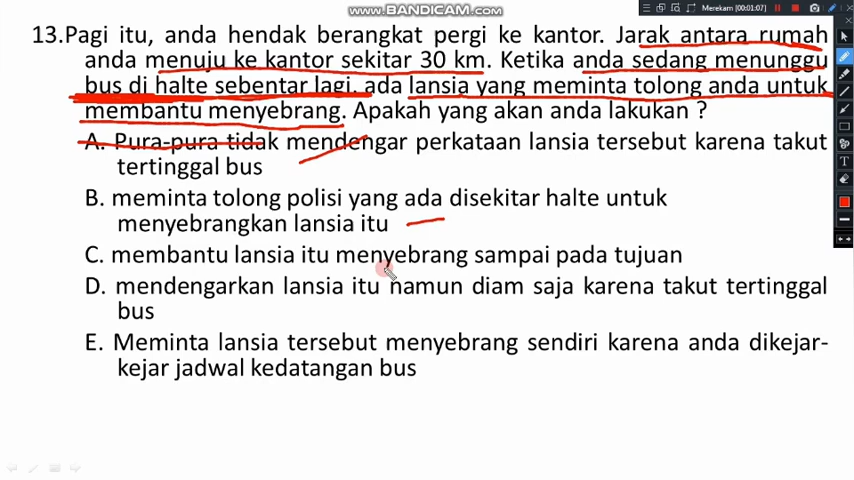 www.BANDICAM.com
Merekam [00:01:07]
13.Pagi itu, anda hendak berangkat pergi ke kantor. Jarak antara rumah
anda menuju ke kantor sekitar 30 km. Ketika anda sedang menunggu
bus di halte sebentar lagi, ada lansia yang meminta tolong anda untuk
membantu menyebrang. Apakah yang akan anda lakukan ?
A. Pura-pura tidak mendengar perkataan lansia tersebut karena takut
tertinggal bus
B. meminta tolong polisi yang ada disekitar halte untuk
menyebrangkan lansia itu
C. membantu lansia itu menyebrang sampai pada tujuan
D. mendengarkan lansia itu namun diam saja karena takut tertinggal
bus
E. Meminta lansia tersebut menyebrang sendiri karena anda dikejar-
kejar jadwal kedatangan bus